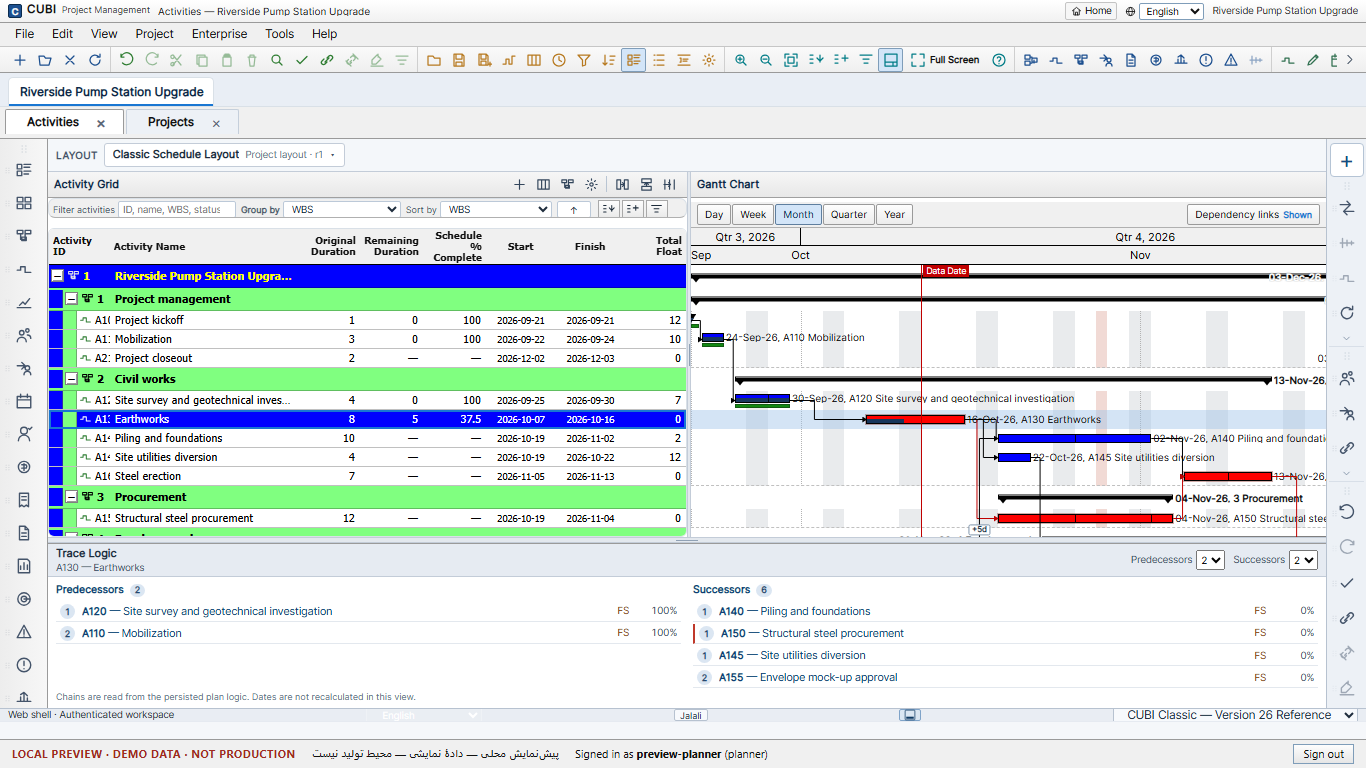 CUBI Project Management Activities — Riverside Pump Station Upgrade
Home English Riverside Pump Station Upgrade
File Edit View Project Enterprise Tools Help
Full Screen
Riverside Pump Station Upgrade
Activities × Projects ×
LAYOUT Classic Schedule Layout Project layout · r1
Activity Grid
Filter activities ID, name, WBS, status Group by WBS Sort by WBS
Activity ID Activity Name Original Duration Remaining Duration Schedule % Complete Start Finish Total Float
1 Riverside Pump Station Upgra...
1 Project management
A10 Project kickoff 1 0 100 2026-09-21 2026-09-21 12
A11 Mobilization 3 0 100 2026-09-22 2026-09-24 10
A21 Project closeout 2 — — 2026-12-02 2026-12-03 0
2 Civil works
A12 Site survey and geotechnical inves... 4 0 100 2026-09-25 2026-09-30 7
A13 Earthworks 8 5 37.5 2026-10-07 2026-10-16 0
A14 Piling and foundations 10 — — 2026-10-19 2026-11-02 2
A14 Site utilities diversion 4 — — 2026-10-19 2026-10-22 12
A16 Steel erection 7 — — 2026-11-05 2026-11-13 0
3 Procurement
A15 Structural steel procurement 12 — — 2026-10-19 2026-11-04 0
Gantt Chart
Day Week Month Quarter Year Dependency links Shown
Qtr 3, 2026 Qtr 4, 2026
Sep Oct Nov
Data Date
03-Dec-26
24-Sep-26, A110 Mobilization
03
13-Nov-26,
30-Sep-26, A120 Site survey and geotechnical investigation
16-Oct-26, A130 Earthworks
02-Nov-26, A140 Piling and foundati
22-Oct-26, A145 Site utilities diversion
13-Nov-26,
04-Nov-26, 3 Procurement
04-Nov-26, A150 Structural stee
+5d
Trace Logic
A130 — Earthworks
Predecessors 2 Successors 2
Predecessors 2
1 A120 — Site survey and geotechnical investigation FS 100%
2 A110 — Mobilization FS 100%
Successors 6
1 A140 — Piling and foundations FS 0%
1 A150 — Structural steel procurement FS 0%
1 A145 — Site utilities diversion FS 0%
2 A155 — Envelope mock-up approval FS 0%
Chains are read from the persisted plan logic. Dates are not recalculated in this view.
Web shell · Authenticated workspace English Jalali CUBI Classic — Version 26 Reference
LOCAL PREVIEW · DEMO DATA · NOT PRODUCTION پیش‌نمایش محلی — دادهٔ نمایشی — محیط تولید نیست Signed in as preview-planner (planner) Sign out